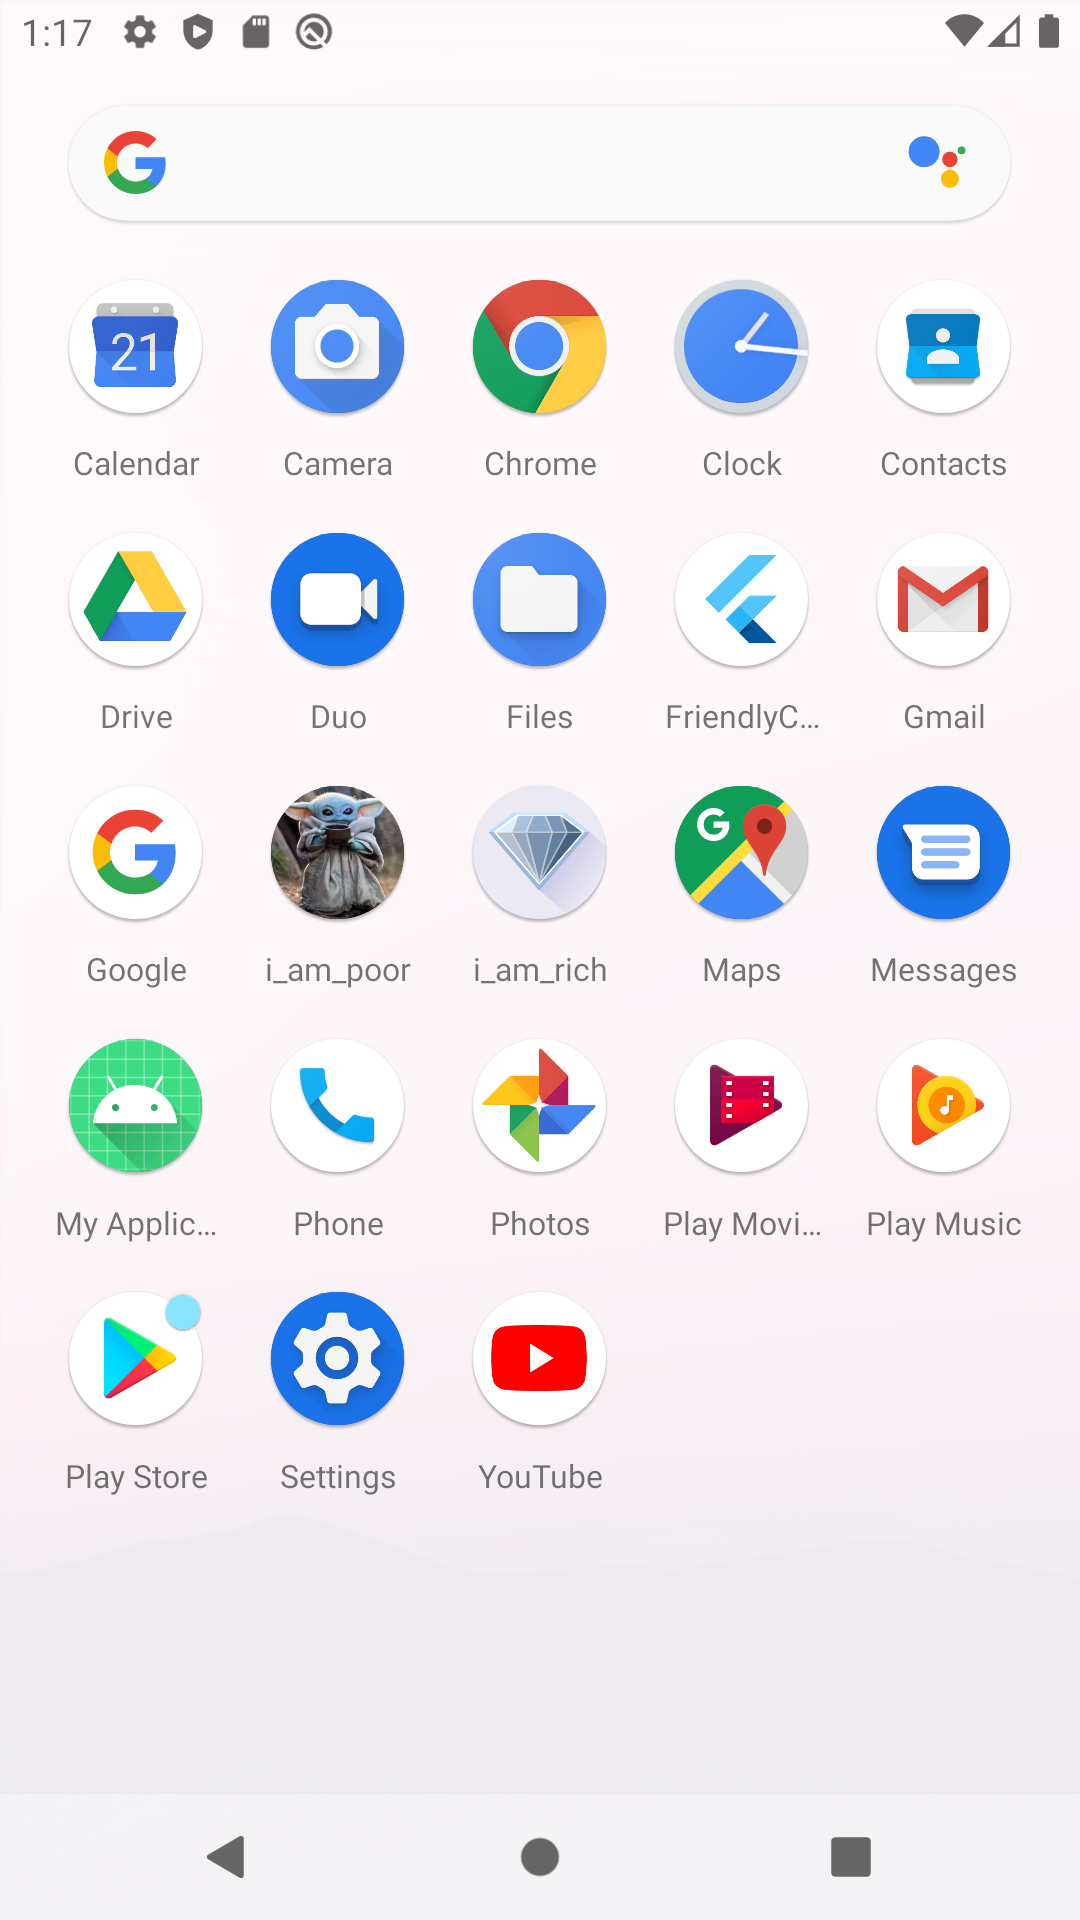 1:17
21
Calendar
Camera
Chrome
Clock
Contacts
Drive
Duo
Files
FriendlyC...
Gmail
Google
i_am_poor
i_am_rich
Maps
Messages
My Applic...
Phone
Photos
Play Movi...
Play Music
Play Store
Settings
YouTube